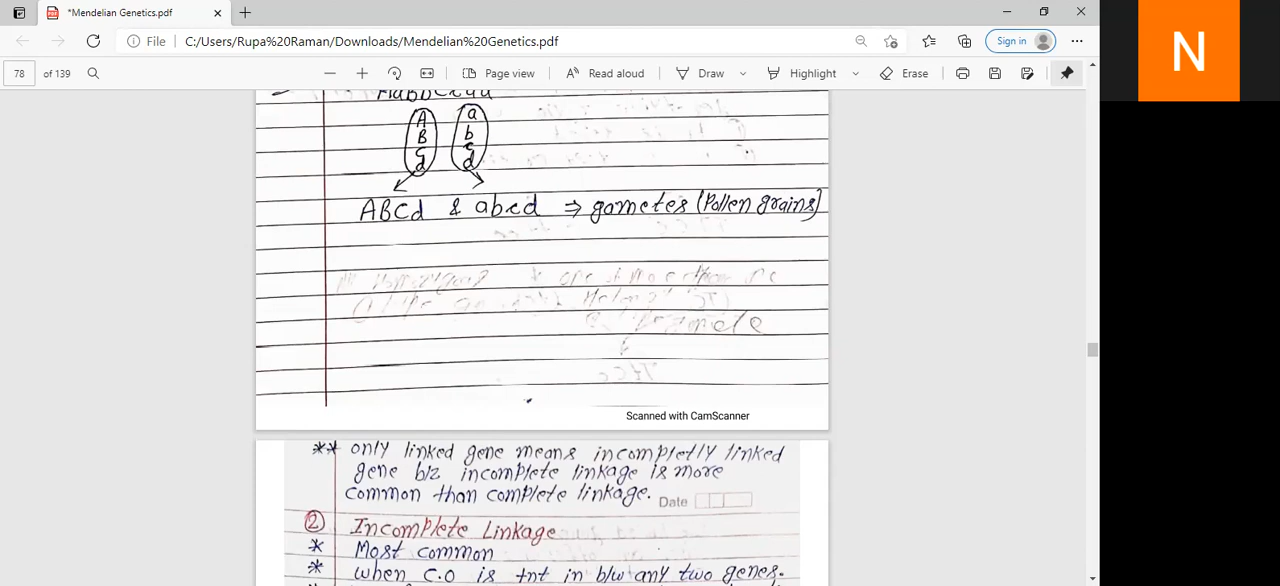 *Mendelian Genetics.pdf
File
C:/Users/Rupa%20Raman/Downloads/Mendelian%20Genetics.pdf
Sign in
78 of 139
Page view
Read aloud
Draw
Highlight
Erase
N
A a
B b
C c
d d
ABCd & abcd ⇒ gametes (Pollen grains)
Scanned with CamScanner
** only linked gene means incompletly linked
gene b/z incomplete linkage is more
common than complete linkage.
Date
② Incomplete Linkage
* Most common
* when C.O is +nt in b/w any two genes.